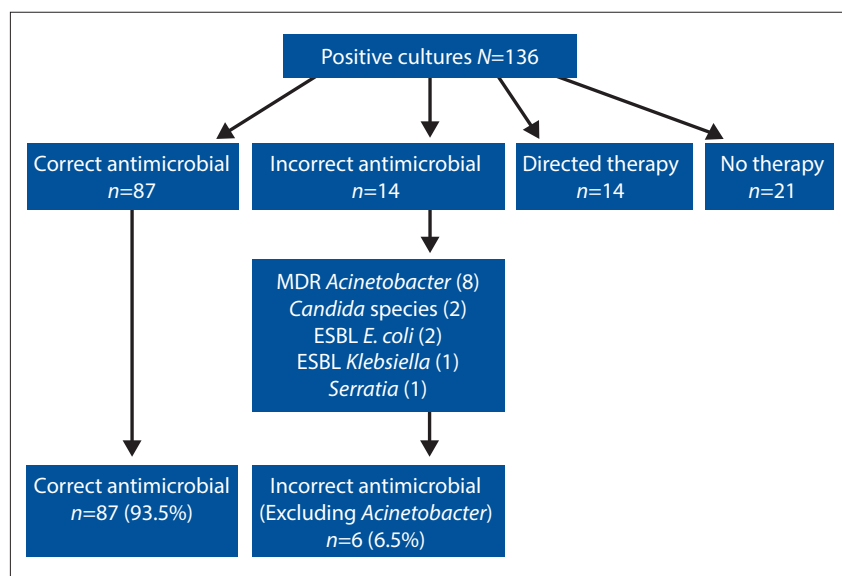 Positive cultures N=136
Correct antimicrobial
n=87
Incorrect antimicrobial
n=14
Directed therapy
n=14
No therapy
n=21
MDR Acinetobacter (8)
Candida species (2)
ESBL E. coli (2)
ESBL Klebsiella (1)
Serratia (1)
Correct antimicrobial
n=87 (93.5%)
Incorrect antimicrobial
(Excluding Acinetobacter)
n=6 (6.5%)